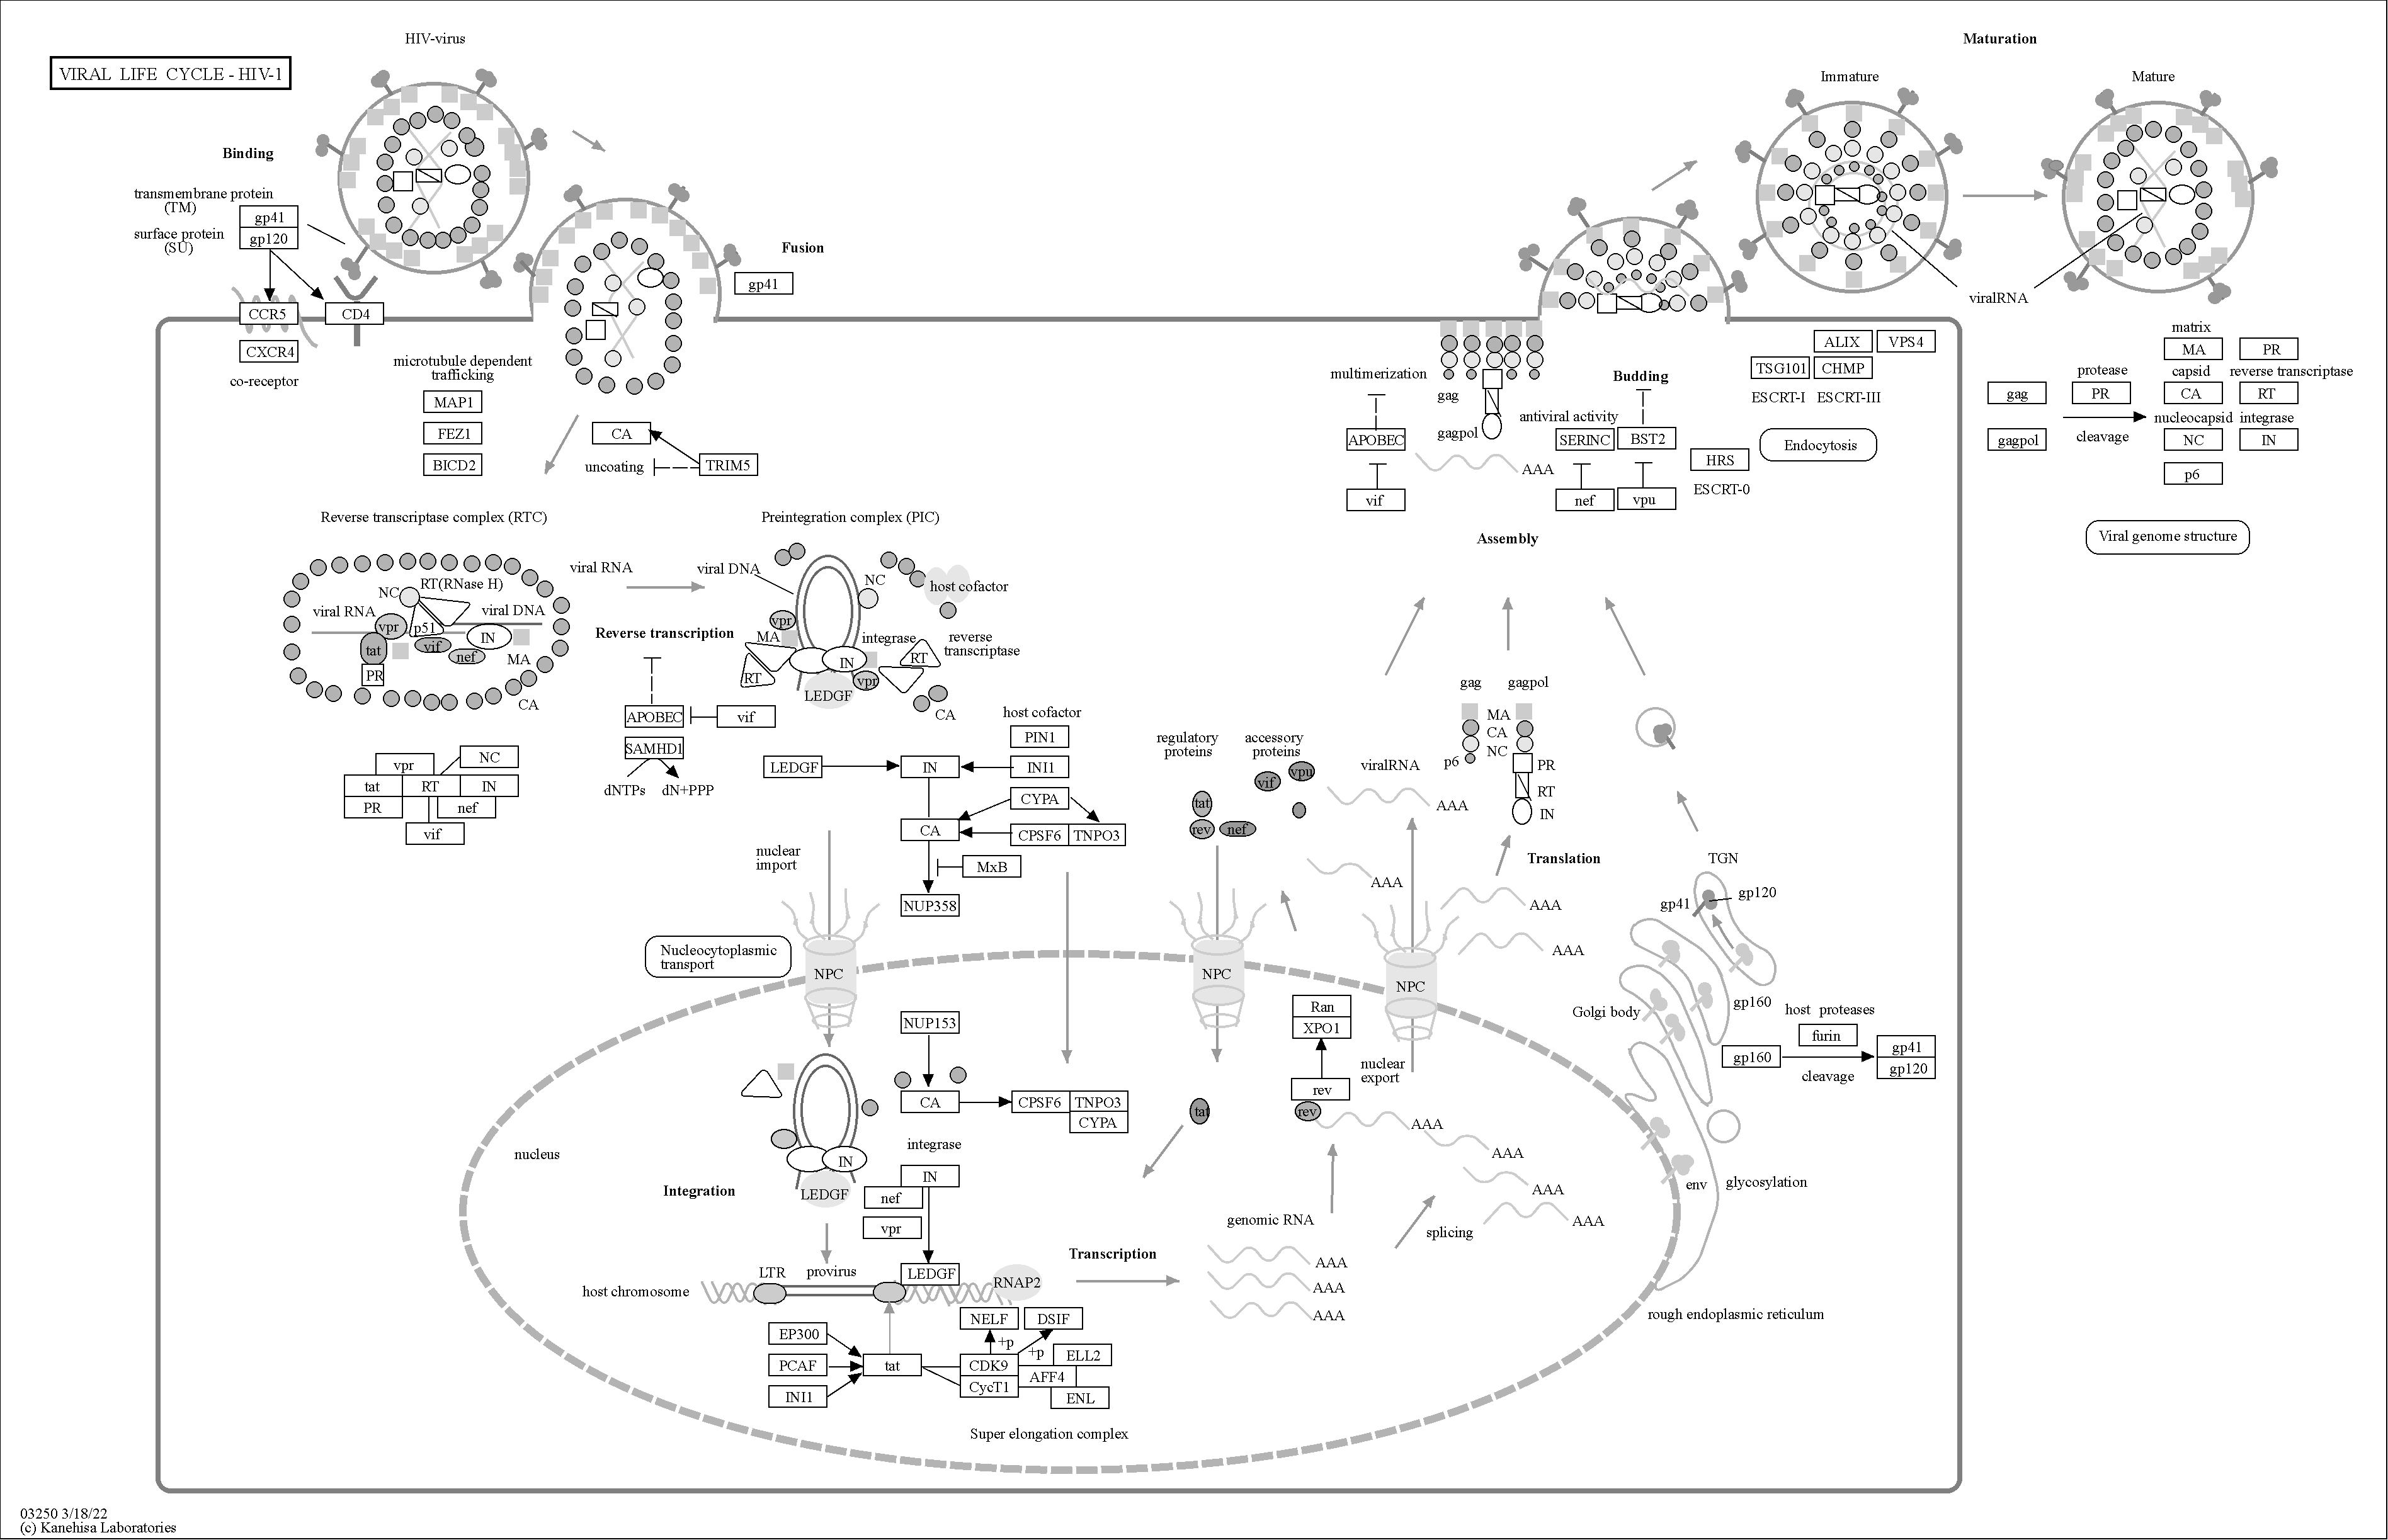 VIRAL LIFE CYCLE - HIV-1
HIV-virus
Binding
transmembrane protein
(TM)
gp41
surface protein
(SU)
gp120
CCR5
CD4
CXCR4
co-receptor
Fusion
gp41
microtubule dependent
trafficking
MAP1
FEZ1
BICD2
CA
uncoating
TRIM5
Maturation
Immature
Mature
viralRNA
multimerization
gag
gagpol
APOBEC
vif
AAA
Budding
antiviral activity
SERINC
BST2
nef
vpu
HRS
ESCRT-0
ALIX
VPS4
TSG101
CHMP
ESCRT-I
ESCRT-III
Endocytosis
gag
gagpol
protease
PR
cleavage
matrix
MA
PR
capsid
reverse transcriptase
CA
RT
nucleocapsid
integrase
NC
IN
p6
Viral genome structure
Assembly
Reverse transcriptase complex (RTC)
NC
RT(RNase H)
viral RNA
viral DNA
vpr
p51
tat
vif
nef
IN
MA
PR
CA
vpr
NC
tat
RT
IN
PR
nef
vif
viral RNA
Reverse transcription
APOBEC
vif
SAMHD1
dNTPs
dN+PPP
Preintegration complex (PIC)
viral DNA
NC
host cofactor
vpr
MA
integrase
reverse
transcriptase
IN
RT
RT
vpr
LEDGF
CA
host cofactor
PIN1
LEDGF
IN
INI1
CYPA
CA
CPSF6
TNPO3
MxB
NUP358
nuclear
import
Nucleocytoplasmic
transport
NPC
regulatory
proteins
accessory
proteins
vif
vpu
tat
rev
nef
NPC
viralRNA
AAA
AAA
gag
gagpol
MA
CA
NC
p6
PR
RT
IN
Translation
AAA
AAA
NPC
TGN
gp41
gp120
gp160
Golgi body
host proteases
furin
gp160
cleavage
gp41
gp120
env
glycosylation
rough endoplasmic reticulum
nucleus
NUP153
CA
CPSF6
TNPO3
CYPA
Ran
XPO1
rev
nuclear
export
rev
AAA
AAA
AAA
AAA
splicing
tat
Integration
IN
LEDGF
integrase
IN
nef
vpr
LEDGF
LTR
provirus
host chromosome
RNAP2
Transcription
genomic RNA
AAA
AAA
AAA
EP300
PCAF
INI1
tat
NELF
DSIF
+p
+p
CDK9
CycT1
ELL2
AFF4
ENL
Super elongation complex
03250 3/18/22
(c) Kanehisa Laboratories